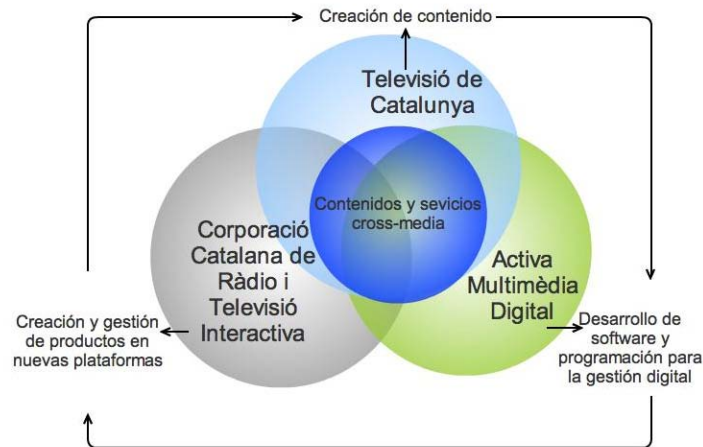 Creación de contenido
Televisió de
Catalunya
Contenidos y sevicios
cross-media
Corporació
Catalana de
Ràdio i
Televisió
Interactiva
Activa
Multimèdia
Digital
Creación y gestión
de productos en
nuevas plataformas
Desarrollo de
software y
programación para
la gestión digital